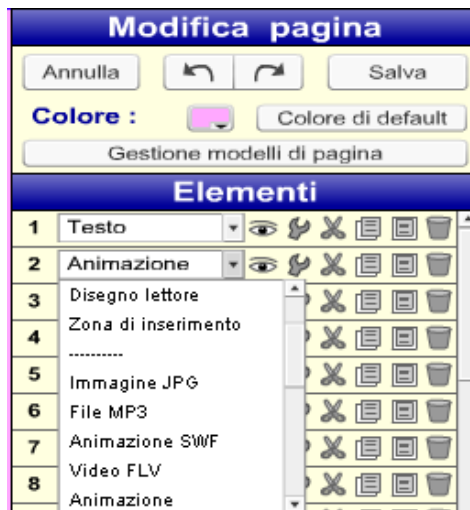 Modifica pagina
Annulla Salva
Colore : Colore di default
Gestione modelli di pagina
Elementi
1 Testo
2 Animazione
3 Disegno lettore
4 Zona di inserimento
----------
5 Immagine JPG
6 File MP3
7 Animazione SWF
8 Video FLV
Animazione